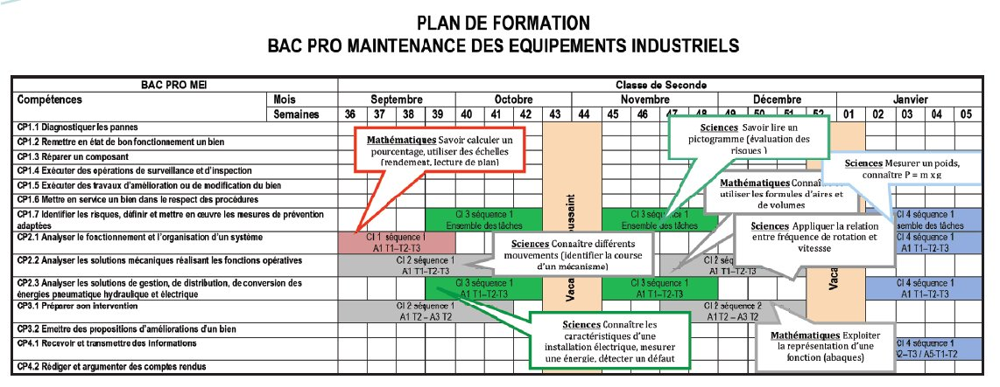 PLAN DE FORMATION
BAC PRO MAINTENANCE DES EQUIPEMENTS INDUSTRIELS
BAC PRO MEI Classe de Seconde
Compétences Mois Septembre Octobre Novembre Décembre Janvier
Semaines 36 37 38 39 40 41 42 43 44 45 46 47 48 49 50 51 52 01 02 03 04 05
CP1.1 Diagnostiquer les pannes
CP1.2 Remettre en état de bon fonctionnement un bien
CP1.3 Réparer un composant
CP1.4 Exécuter des opérations de surveillance et d'inspection
CP1.5 Exécuter des travaux d'amélioration ou de modification du bien
CP1.6 Mettre en service un bien dans le respect des procédures
CP1.7 Identifier les risques, définir et mettre en œuvre les mesures de prévention
adaptées
CI 3 séquence 1
Ensemble des tâches
CI 3 séquence 1
Ensemble des tâches
CI 4 séquence 1
semble des tâches
CP2.1 Analyser le fonctionnement et l'organisation d'un système
CI 1 séquence I
A1 T1–T2-T3
CI 4 séquence 1
A1 T1–T2-T3
CP2.2 Analyser les solutions mécaniques réalisant les fonctions opératives
CI 2 séquence 1
A1 T1–T2-T3
CI 2
A1 T1–T2-T3
CP2.3 Analyser les solutions de gestion, de distribution, de conversion des
énergies pneumatique hydraulique et électrique
CI 3 séquence 1
A1 T1–T2-T3
CI 3 séquence 1
A1 T1–T2-T3
CI 4 séquence 1
A1 T1–T2-T3
CP3.1 Préparer son intervention
CI 2 séquence 1
A1 T2 – A3 T2
CI 2 séquence 2
A1 T2 – A3 T2
CP3.2 Emettre des propositions d'améliorations d'un bien
CP4.1 Recevoir et transmettre des informations
CI 4 séquence 1
A2–T3 / A5-T1-T2
CP4.2 Rédiger et argumenter des comptes rendus
Vaca
oussaint
Vaca
Mathématiques Savoir calculer un
pourcentage, utiliser des échelles
(rendement, lecture de plan)
Sciences Savoir lire un
pictogramme (évaluation des
risques )
Sciences Mesurer un poids,
connaître P = m x g
Mathématiques Connaî
utiliser les formules d'aires et
de volumes
Sciences Appliquer la relation
entre fréquence de rotation et
vitessse
Sciences Connaître différents
mouvements (identifier la course
d'un mécanisme)
Sciences Connaître les
caractéristiques d'une
installation électrique, mesurer
une énergie, détecter un défaut
Mathématiques Exploiter
la représentation d'une
fonction (abaques)